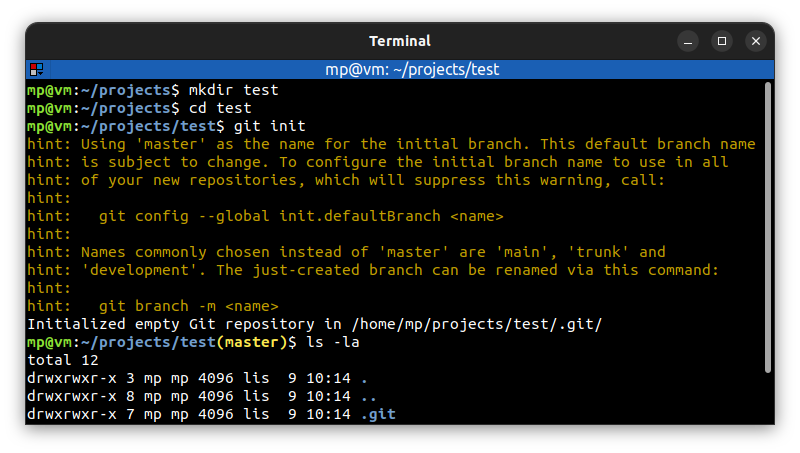 Terminal
mp@vm: ~/projects/test
mp@vm:~/projects$ mkdir test
mp@vm:~/projects$ cd test
mp@vm:~/projects/test$ git init
hint: Using 'master' as the name for the initial branch. This default branch name
hint: is subject to change. To configure the initial branch name to use in all
hint: of your new repositories, which will suppress this warning, call:
hint:
hint:   git config --global init.defaultBranch <name>
hint:
hint: Names commonly chosen instead of 'master' are 'main', 'trunk' and
hint: 'development'. The just-created branch can be renamed via this command:
hint:
hint:   git branch -m <name>
Initialized empty Git repository in /home/mp/projects/test/.git/
mp@vm:~/projects/test(master)$ ls -la
total 12
drwxrwxr-x 3 mp mp 4096 lis  9 10:14 .
drwxrwxr-x 8 mp mp 4096 lis  9 10:14 ..
drwxrwxr-x 7 mp mp 4096 lis  9 10:14 .git